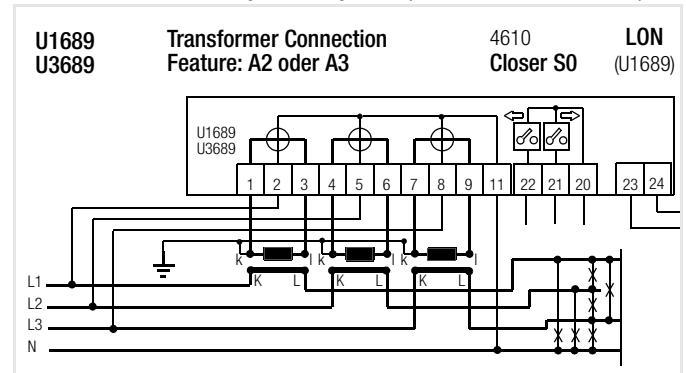 U1689 Transformer Connection 4610 LON
U3689 Feature: A2 oder A3 Closer S0 (U1689)
U1689
U3689
1 2 3 4 5 6 7 8 9 11 22 21 20 23 24
k l k l k l
K L K L K L
L1
L2
L3
N